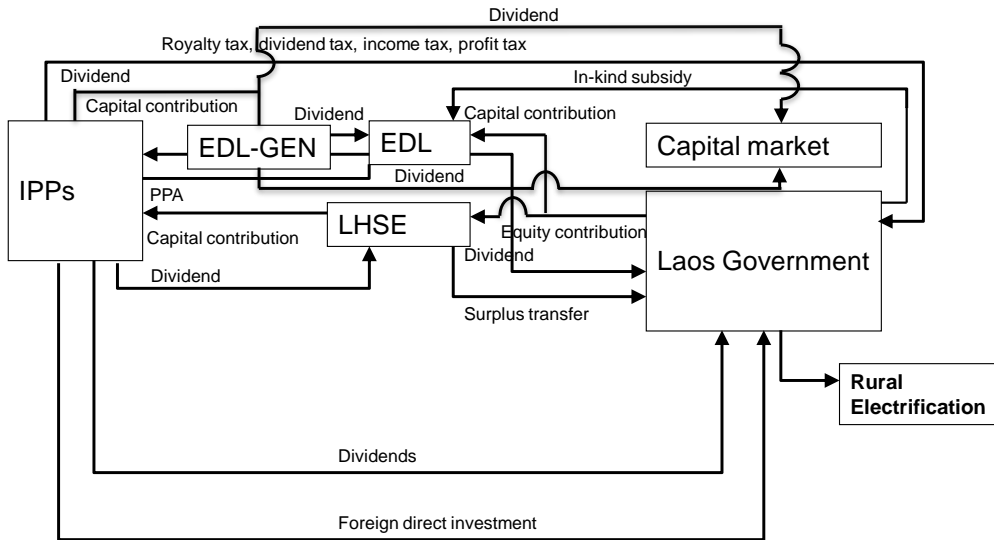 Dividend
Royalty tax, dividend tax, income tax, profit tax
Dividend
In-kind subsidy
Capital contribution
Dividend
Capital contribution
EDL-GEN
EDL
Capital market
IPPs
Dividend
PPA
LHSE
Equity contribution
Capital contribution
Dividend
Laos Government
Dividend
Surplus transfer
Rural
Electrification
Dividends
Foreign direct investment